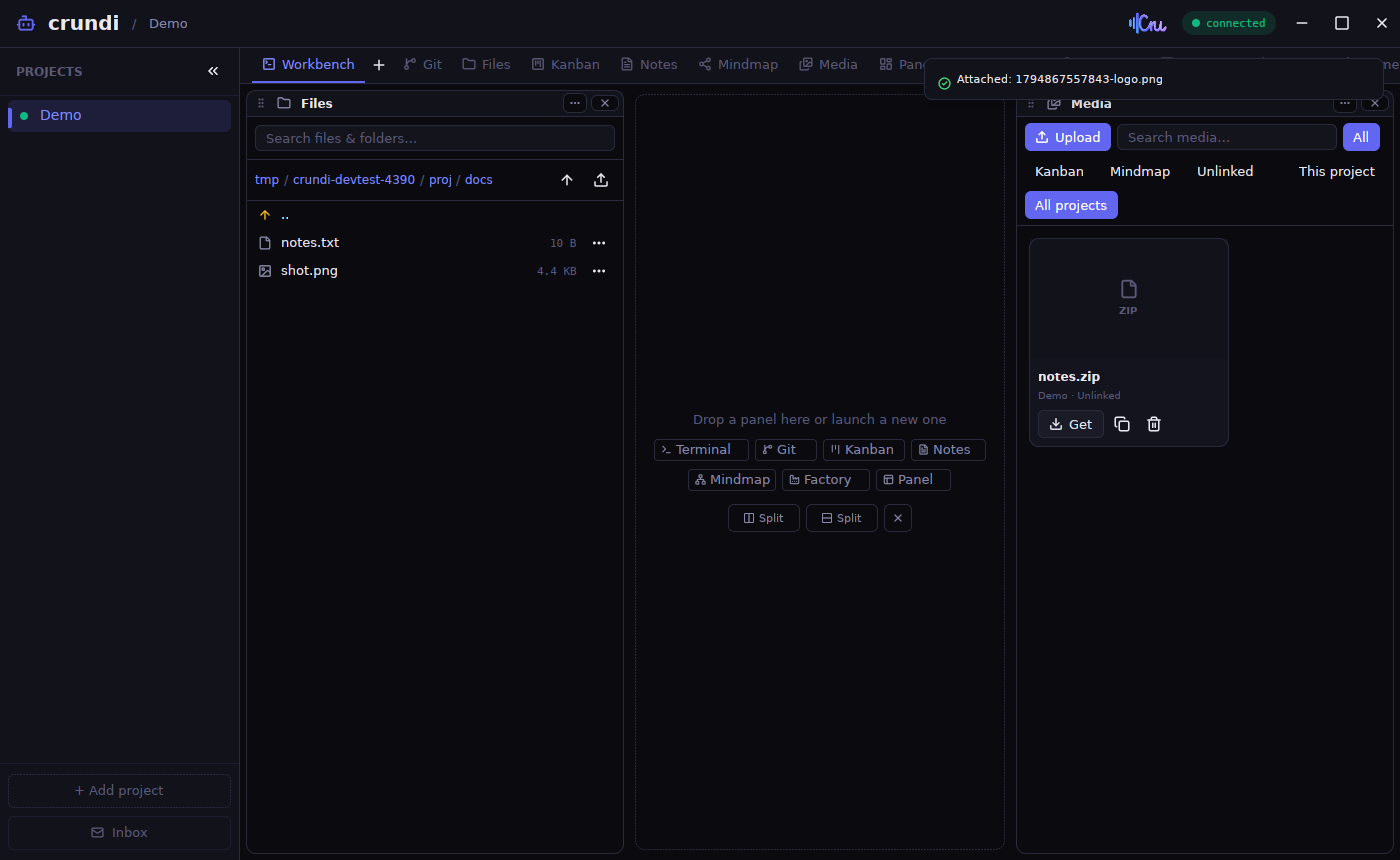 crundi / Demo
Cru
connected
PROJECTS
Demo
+ Add project
Inbox
Workbench
Git
Files
Kanban
Notes
Mindmap
Media
Attached: 1794867557843-logo.png
Files
Search files & folders...
tmp / crundi-devtest-4390 / proj / docs
..
notes.txt 10 B
shot.png 4.4 KB
Drop a panel here or launch a new one
Terminal Git Kanban Notes
Mindmap Factory Panel
Split Split
Media
Upload Search media... All
Kanban Mindmap Unlinked This project
All projects
ZIP
notes.zip
Demo · Unlinked
Get